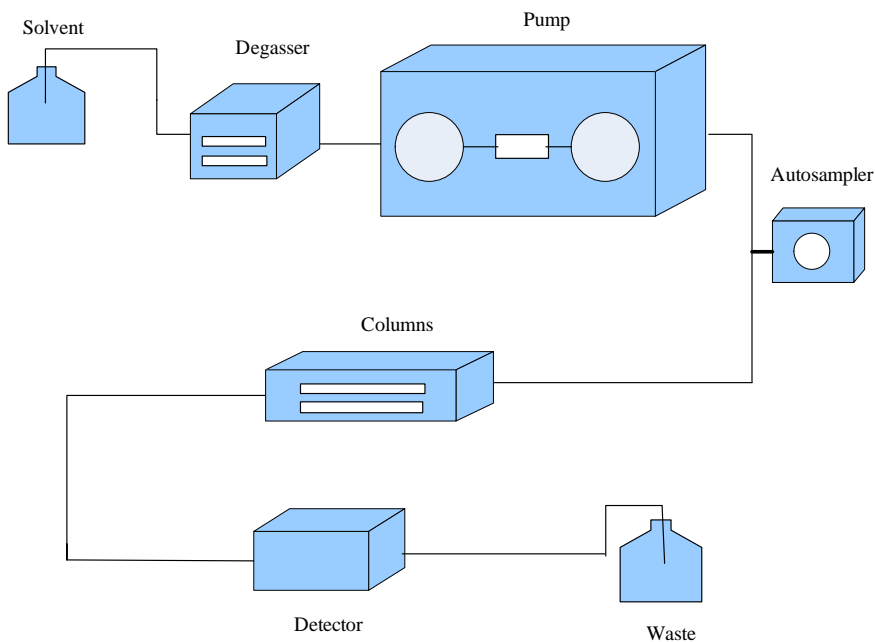 Solvent
Degasser
Pump
Autosampler
Columns
Detector
Waste